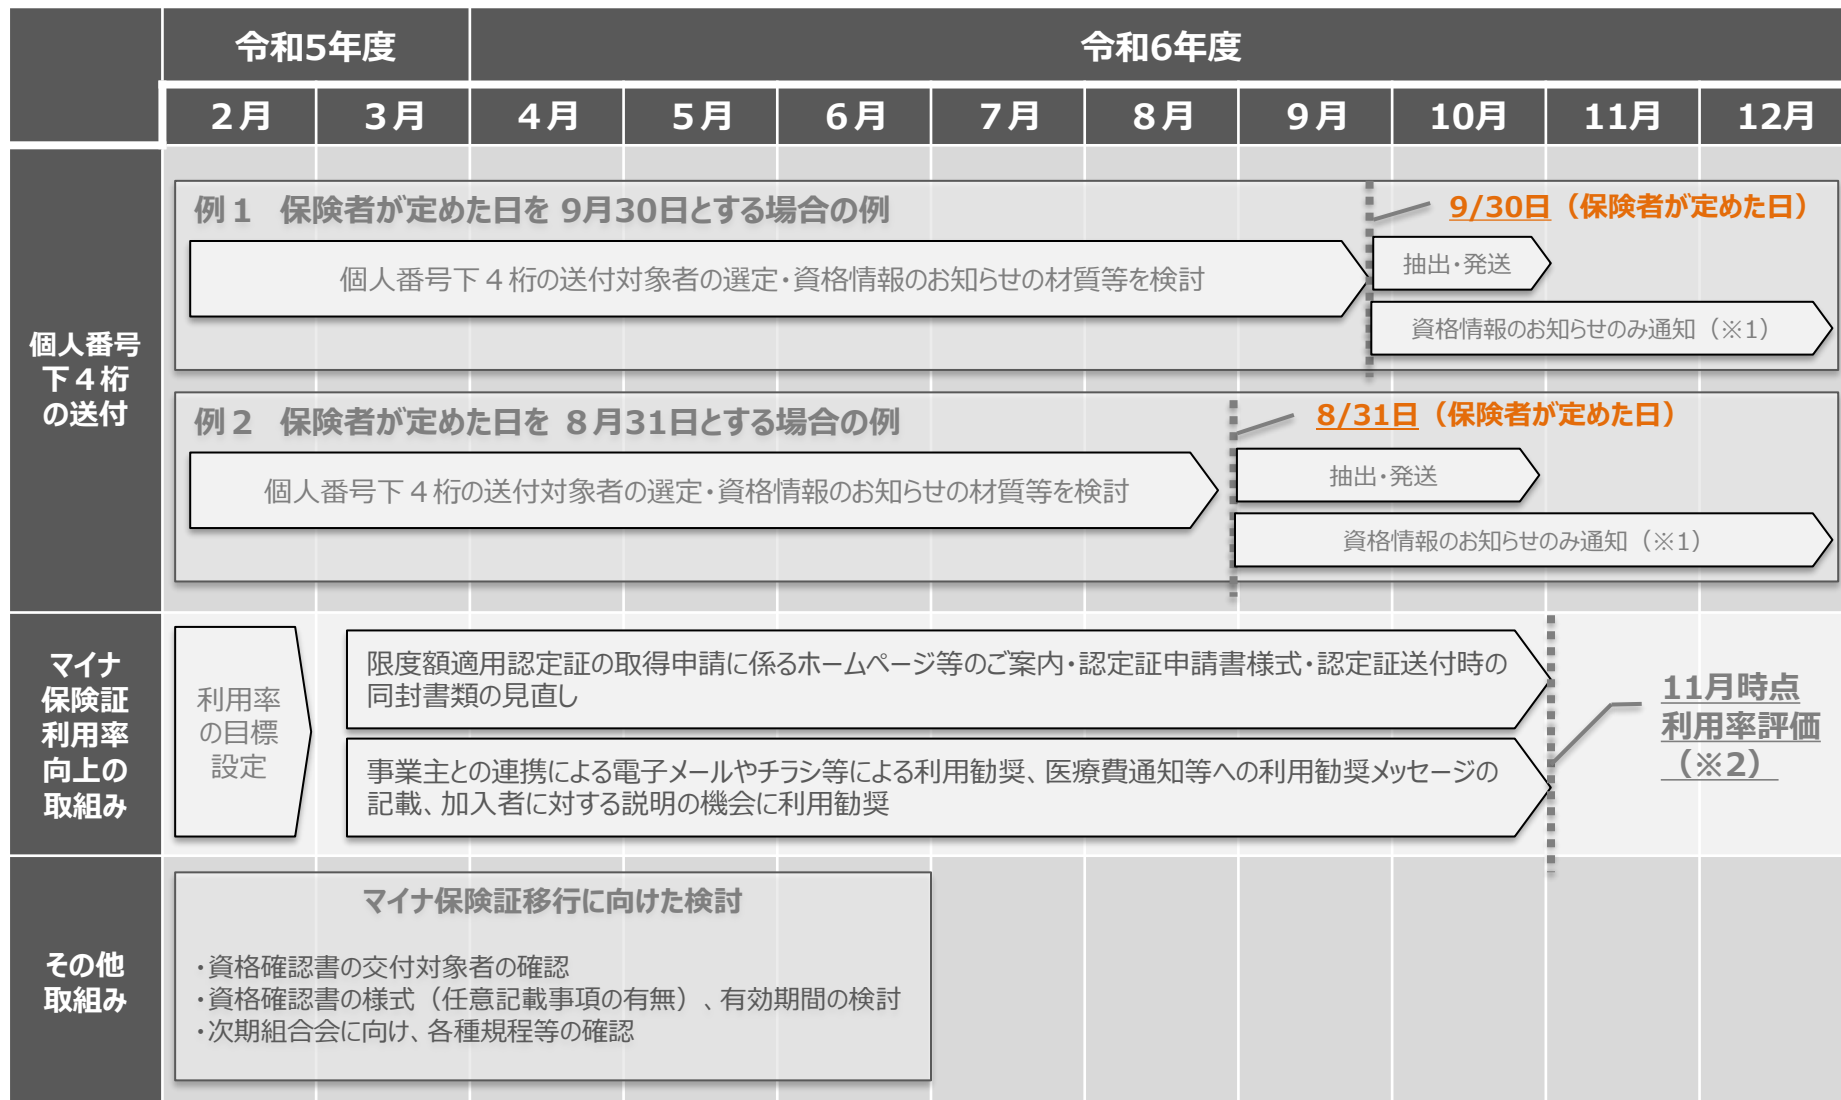 令和5年度
令和6年度
2月
3月
4月
5月
6月
7月
8月
9月
10月
11月
12月
個人番号
下4桁
の送付
例1 保険者が定めた日を 9月30日とする場合の例
9/30日（保険者が定めた日）
個人番号下4桁の送付対象者の選定・資格情報のお知らせの材質等を検討
抽出・発送
資格情報のお知らせのみ通知（※1）
例2 保険者が定めた日を 8月31日とする場合の例
8/31日（保険者が定めた日）
個人番号下4桁の送付対象者の選定・資格情報のお知らせの材質等を検討
抽出・発送
資格情報のお知らせのみ通知（※1）
マイナ
保険証
利用率
向上の
取組み
利用率
の目標
設定
限度額適用認定証の取得申請に係るホームページ等のご案内・認定証申請書様式・認定証送付時の
同封書類の見直し
事業主との連携による電子メールやチラシ等による利用勧奨、医療費通知等への利用勧奨メッセージの
記載、加入者に対する説明の機会に利用勧奨
11月時点
利用率評価
（※2）
その他
取組み
マイナ保険証移行に向けた検討
・資格確認書の交付対象者の確認
・資格確認書の様式（任意記載事項の有無）、有効期間の検討
・次期組合会に向け、各種規程等の確認